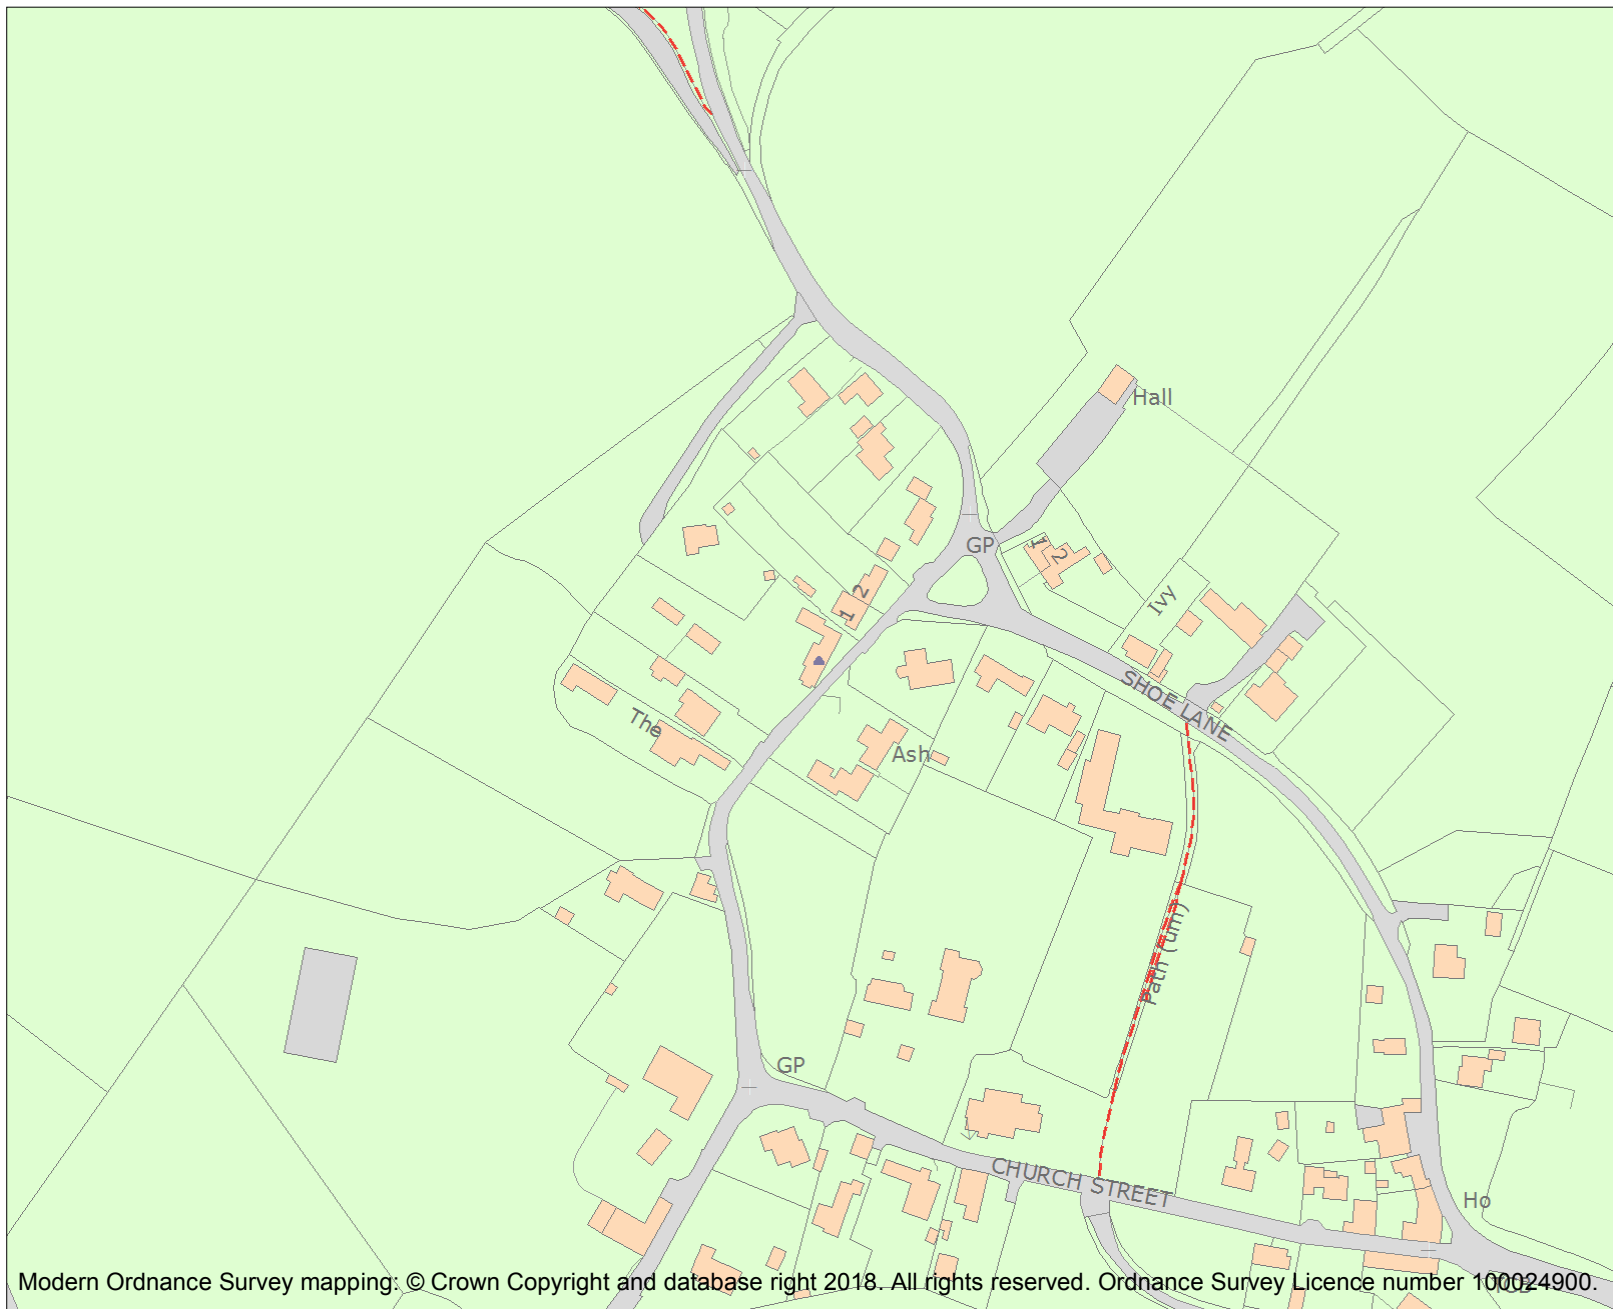 Hall
GP
1
2
2
1
Ivy
SHOE LANE
The
Ash
Path (um)
GP
CHURCH STREET
Ho
TCB
Modern Ordnance Survey mapping: © Crown Copyright and database right 2018. All rights reserved. Ordnance Survey Licence number 100024900.